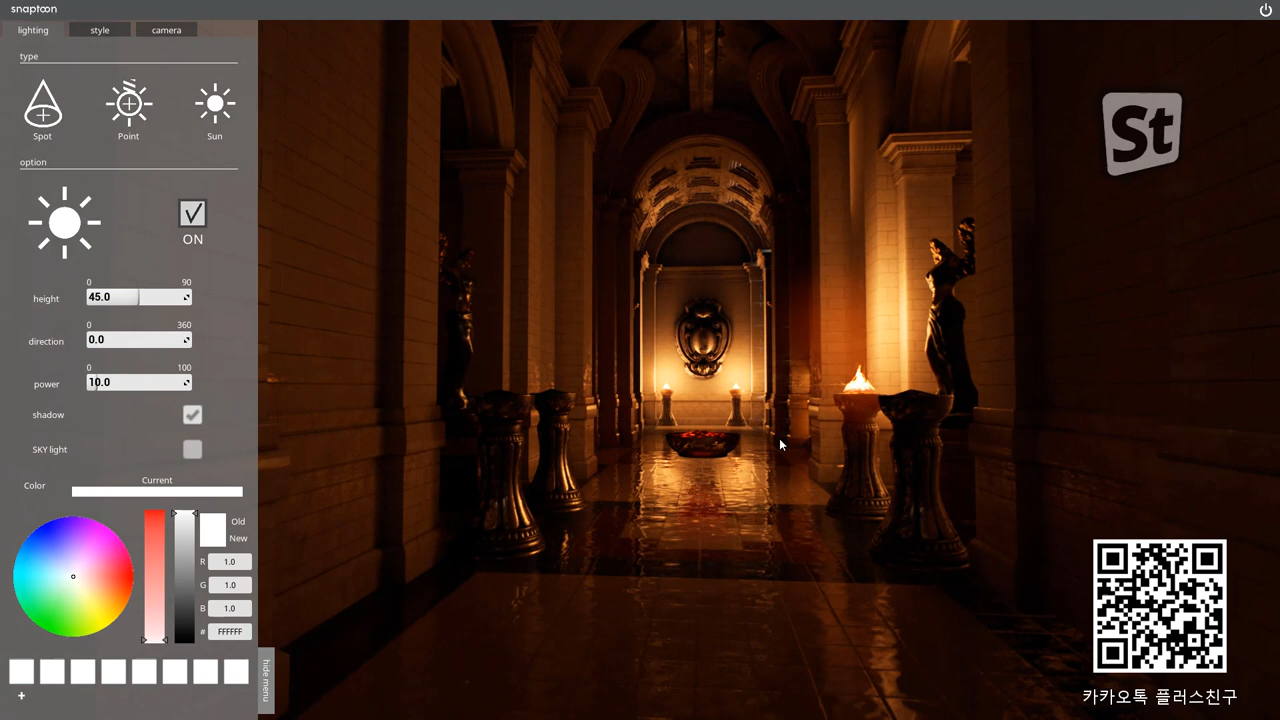 snaptoon
lighting style camera
type
Spot Point Sun
option
ON
0 90
height 45.0
0 360
direction 0.0
0 100
power 10.0
shadow
SKY light
Color Current
Old
New
R 1.0
G 1.0
B 1.0
# FFFFFF
+
hide menu
St
카카오톡 플러스친구